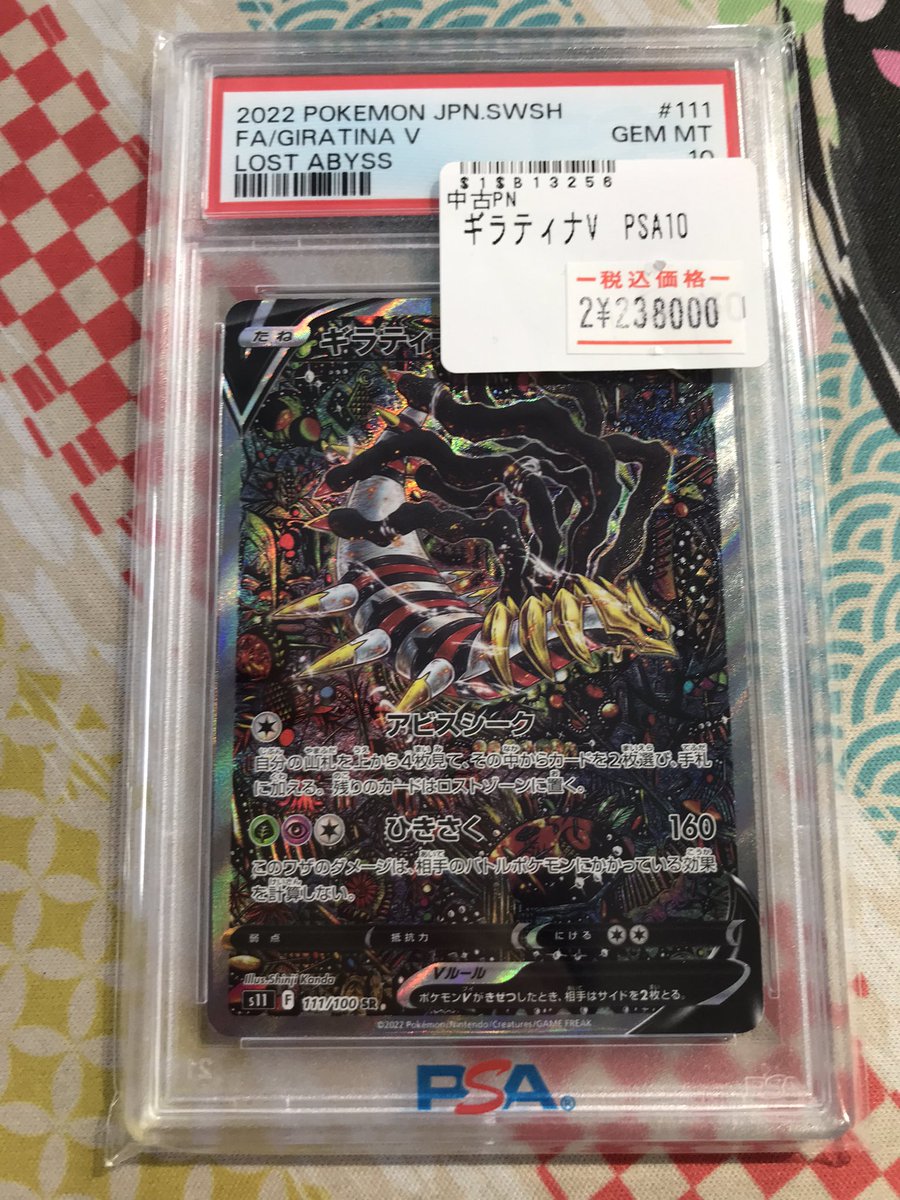 2022 POKEMON JPN.SWSH #111
FA/GIRATINA V GEM MT
LOST ABYSS 10
$1$B13256
中古PN
ギラティナV PSA10
税込価格
2¥238000
たね
ギラティ
アビスシーク
自分の山札を上から4枚見て、その中からカードを2枚選び、手札
に加える。残りのカードはロストゾーンに置く。
ひきさく 160
このワザのダメージは、相手のバトルポケモンにかかっている効果
を計算しない。
弱点 抵抗力 にげる
Illus.Shinji Kanda
Vルール
s11 F 111/100 SR
ポケモンVがきぜつしたとき、相手はサイドを2枚とる。
©2022 Pokémon/Nintendo/Creatures/GAME FREAK
PSA®